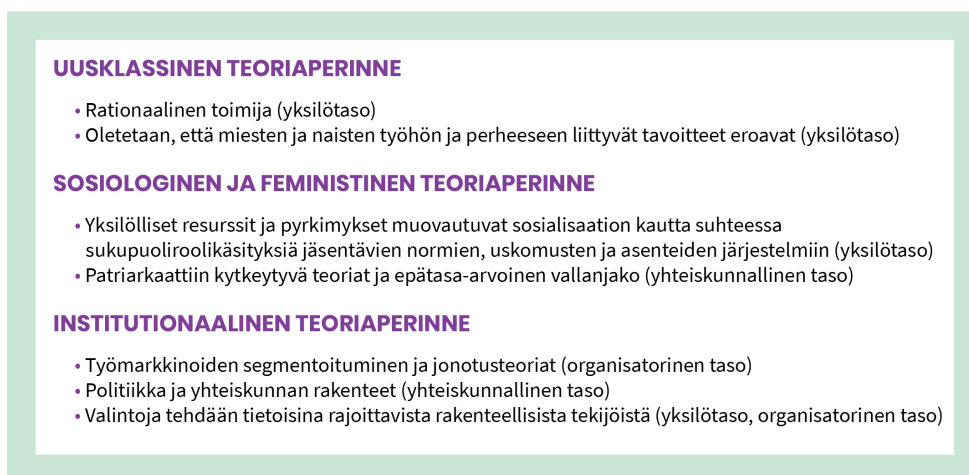 UUSKLASSINEN TEORIAPERINNE
• Rationaalinen toimija (yksilötaso)
• Oletetaan, että miesten ja naisten työhön ja perheeseen liittyvät tavoitteet eroavat (yksilötaso)
SOSIOLOGINEN JA FEMINISTINEN TEORIAPERINNE
• Yksilölliset resurssit ja pyrkimykset muovautuvat sosialisaation kautta suhteessa
sukupuoliroolikäsityksiä jäsentävien normien, uskomusten ja asenteiden järjestelmiin (yksilötaso)
• Patriarkaattiin kytkeytyvä teoriat ja epätasa-arvoinen vallanjako (yhteiskunnallinen taso)
INSTITUTIONAALINEN TEORIAPERINNE
• Työmarkkinoiden segmentoituminen ja jonotusteoriat (organisatorinen taso)
• Politiikka ja yhteiskunnan rakenteet (yhteiskunnallinen taso)
• Valintoja tehdään tietoisina rajoittavista rakenteellisista tekijöistä (yksilötaso, organisatorinen taso)